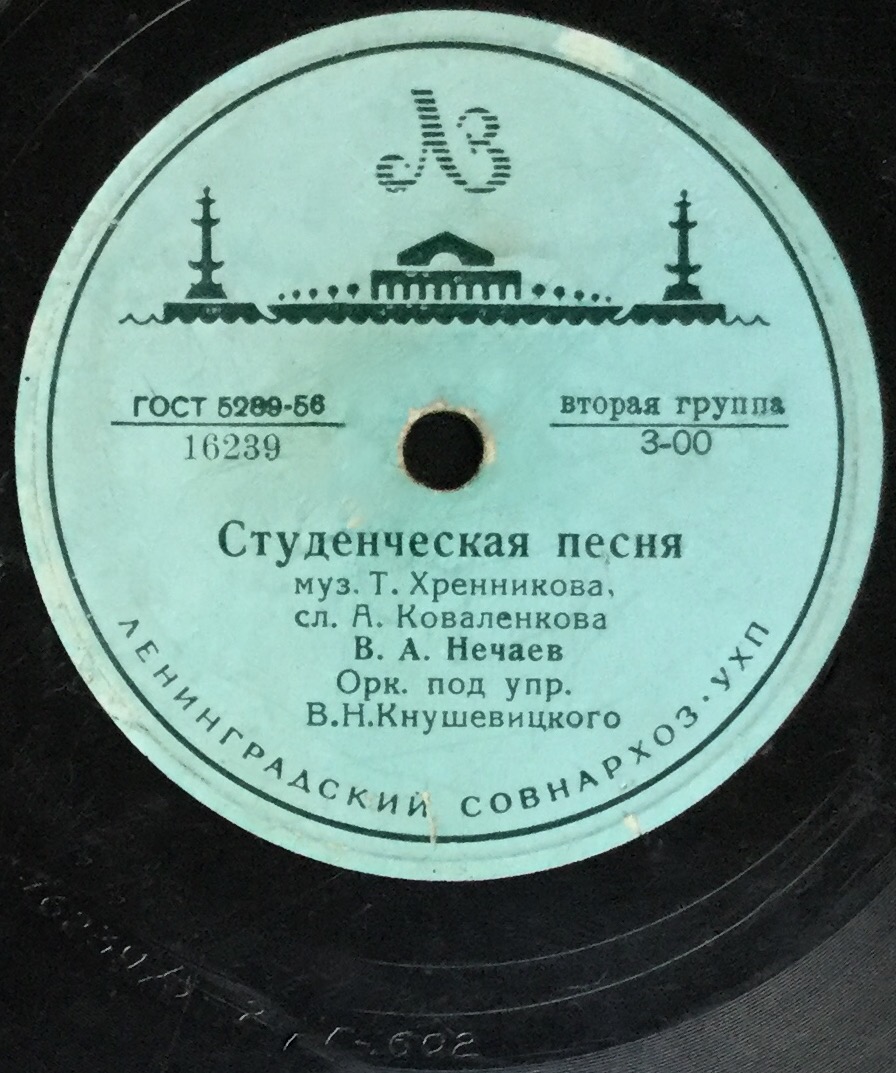 ЛЗ
ГОСТ 5289-56
16239
вторая группа
3-00
Студенческая песня
муз. Т. Хренникова,
сл. А. Коваленкова
В. А. Нечаев
Орк. под упр.
В.Н.Кнушевицкого
ЛЕНИНГРАДСКИЙ СОВНАРХОЗ · УХП